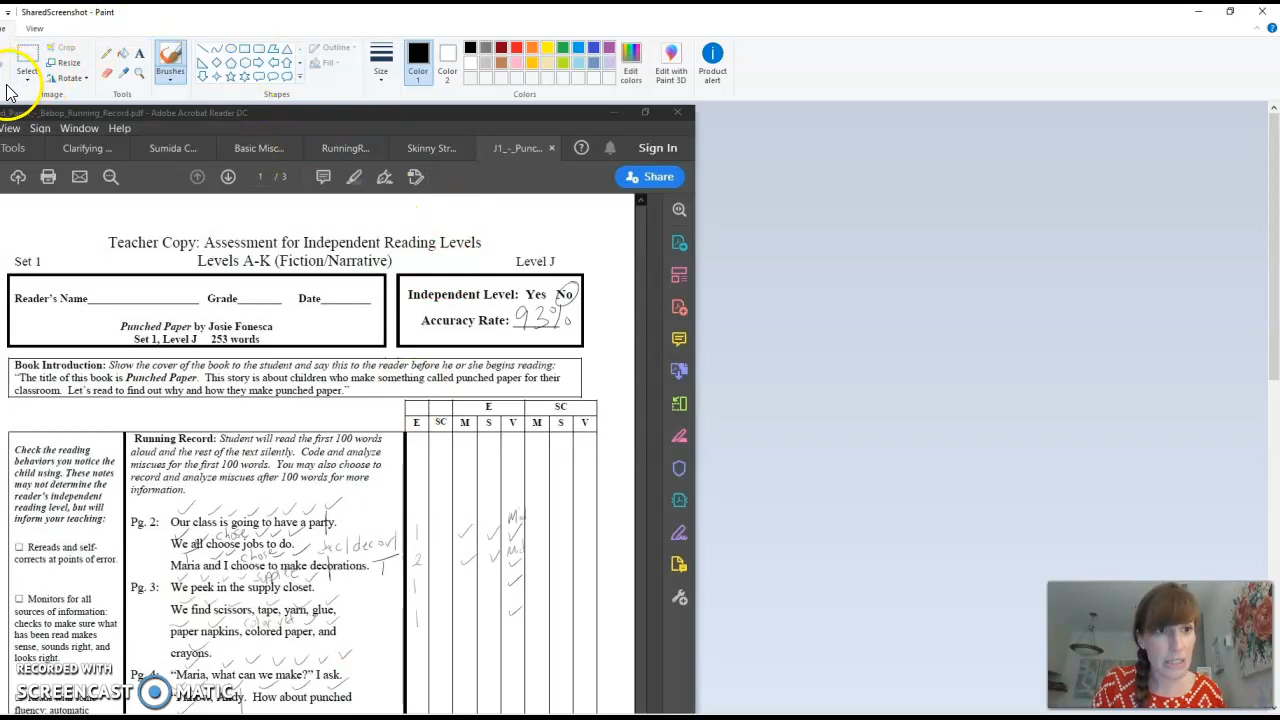 SharedScreenshot - Paint
View
Crop
Resize
Rotate
Select
Image
Tools
Brushes
Shapes
Outline
Fill
Size
Color 1
Color 2
Colors
Edit colors
Edit with Paint 3D
Product alert
Bebop_Running_Record.pdf - Adobe Acrobat Reader DC
View Sign Window Help
Tools Clarifying ... Sumida C... Basic Misc... RunningR... Skinny Str... J1_-_Punc... Sign In
1 / 3
Share
Teacher Copy: Assessment for Independent Reading Levels
Set 1 Levels A-K (Fiction/Narrative) Level J
Reader's Name Grade Date
Punched Paper by Josie Fonesca
Set 1, Level J 253 words
Independent Level: Yes No
Accuracy Rate: 93%
Book Introduction: Show the cover of the book to the student and say this to the reader before he or she begins reading:
"The title of this book is Punched Paper. This story is about children who make something called punched paper for their
classroom. Let's read to find out why and how they make punched paper."
E SC
E SC M S V M S V
Check the reading
behaviors you notice the
child using. These notes
may not determine the
reader's independent
reading level, but will
inform your teaching:
Rereads and self-
corrects at points of error.
Monitors for all
sources of information:
checks to make sure what
has been read makes
sense, sounds right, and
looks right.
fluency: automatic
Running Record: Student will read the first 100 words
aloud and the rest of the text silently. Code and analyze
miscues for the first 100 words. You may also choose to
record and analyze miscues after 100 words for more
information.
Pg. 2: Our class is going to have a party.
chose
We all choose jobs to do.
1
chose
decor
Maria and I choose to make decorations.
2
Pg. 3: We peek in the supply closet.
1
We find scissors, tape, yarn, glue,
1
paper napkins, colored paper, and
crayons.
Pg. 4: "Maria, what can we make?" I ask.
Andy. How about punched
RECORDED WITH
SCREENCAST MATIC